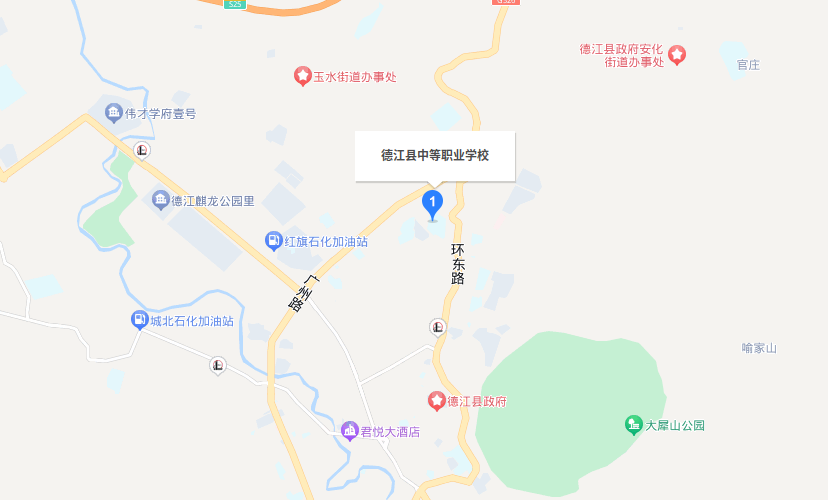 S25
G326
德江县政府安化
街道办事处
官庄
玉水街道办事处
伟才学府壹号
德江县中等职业学校
1
德江麒龙公园里
红旗石化加油站
环东路
广州路
城北石化加油站
喻家山
德江县政府
大犀山公园
君悦大酒店